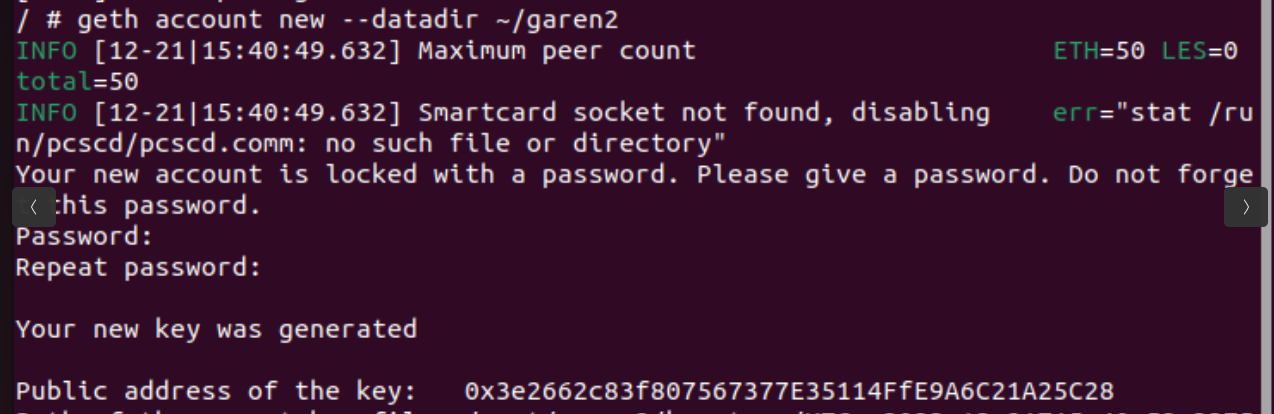 / # geth account new --datadir ~/garen2
INFO [12-21|15:40:49.632] Maximum peer count ETH=50 LES=0
total=50
INFO [12-21|15:40:49.632] Smartcard socket not found, disabling err="stat /ru
n/pcscd/pcscd.comm: no such file or directory"
Your new account is locked with a password. Please give a password. Do not forge
this password.
Password:
Repeat password:
Your new key was generated
Public address of the key: 0x3e2662c83f807567377E35114FfE9A6C21A25C28